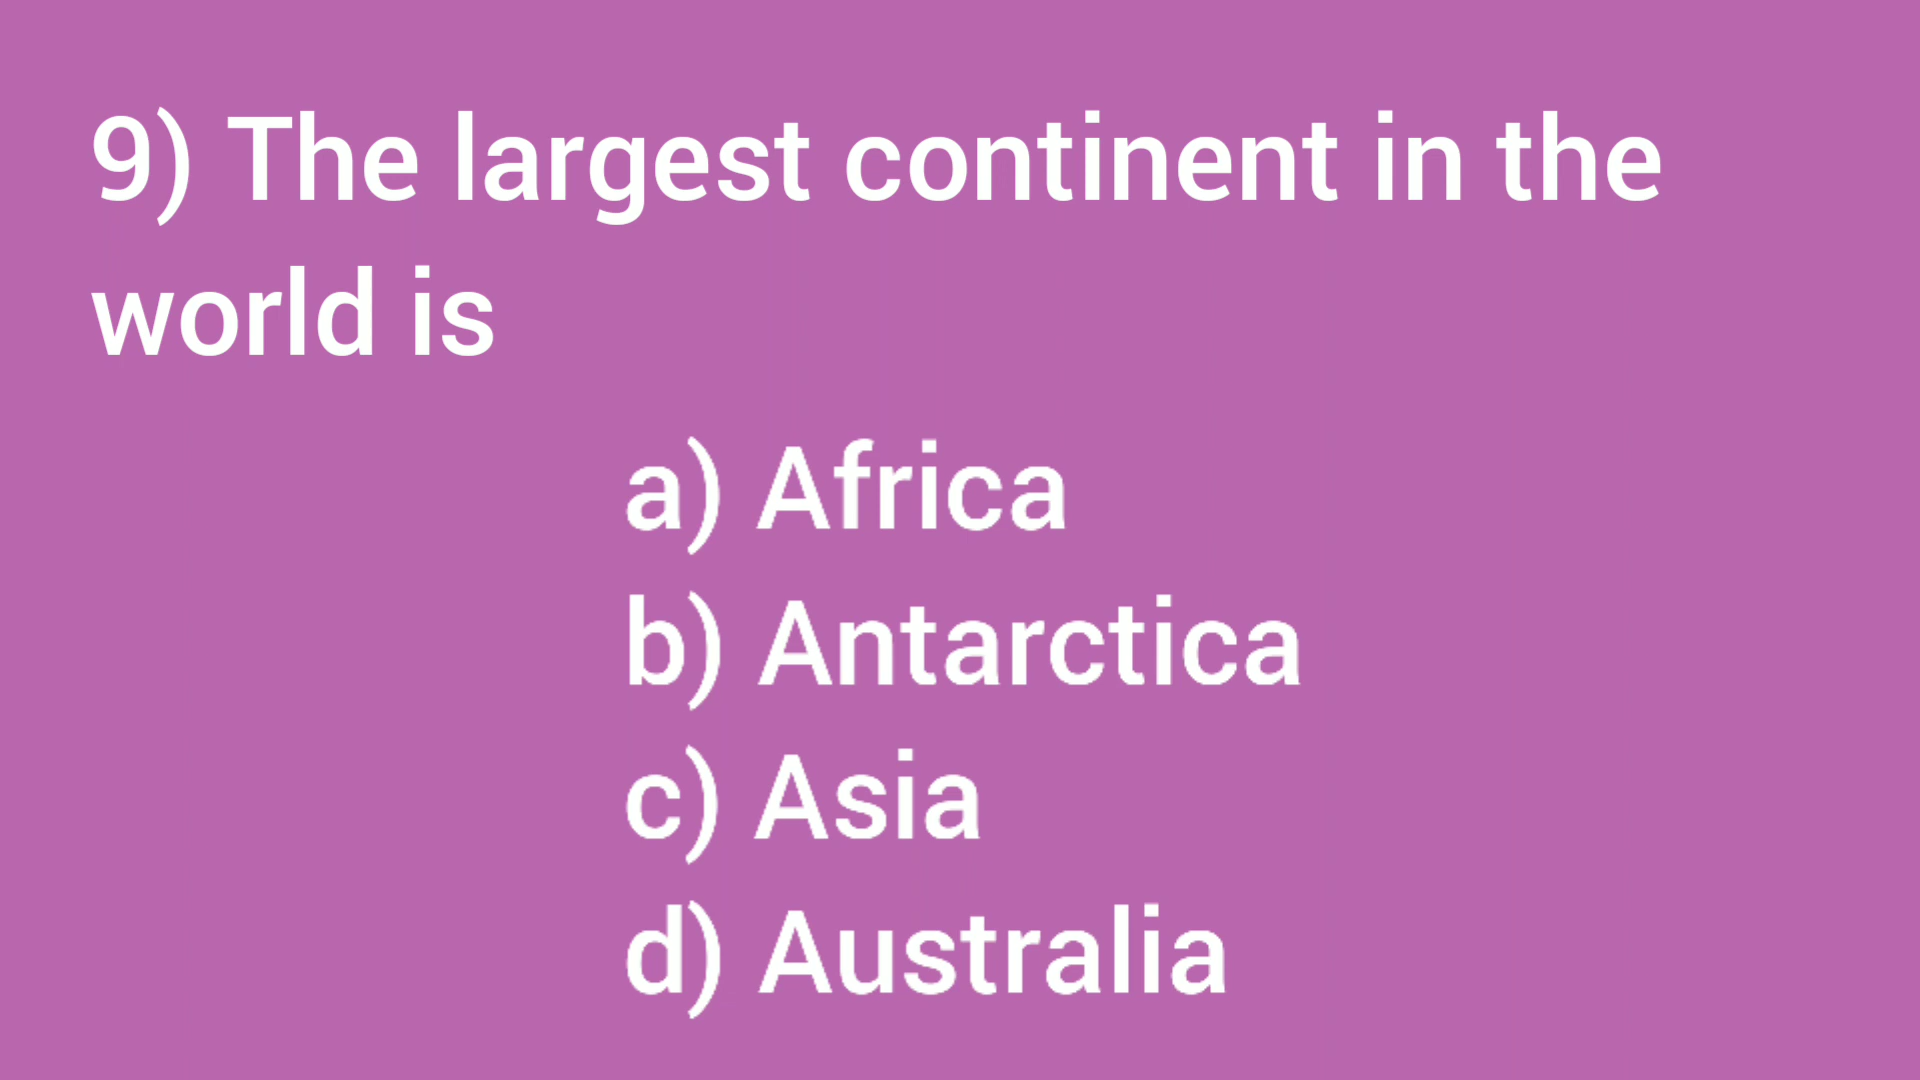 9) The largest continent in the
world is
a) Africa
b) Antarctica
c) Asia
d) Australia